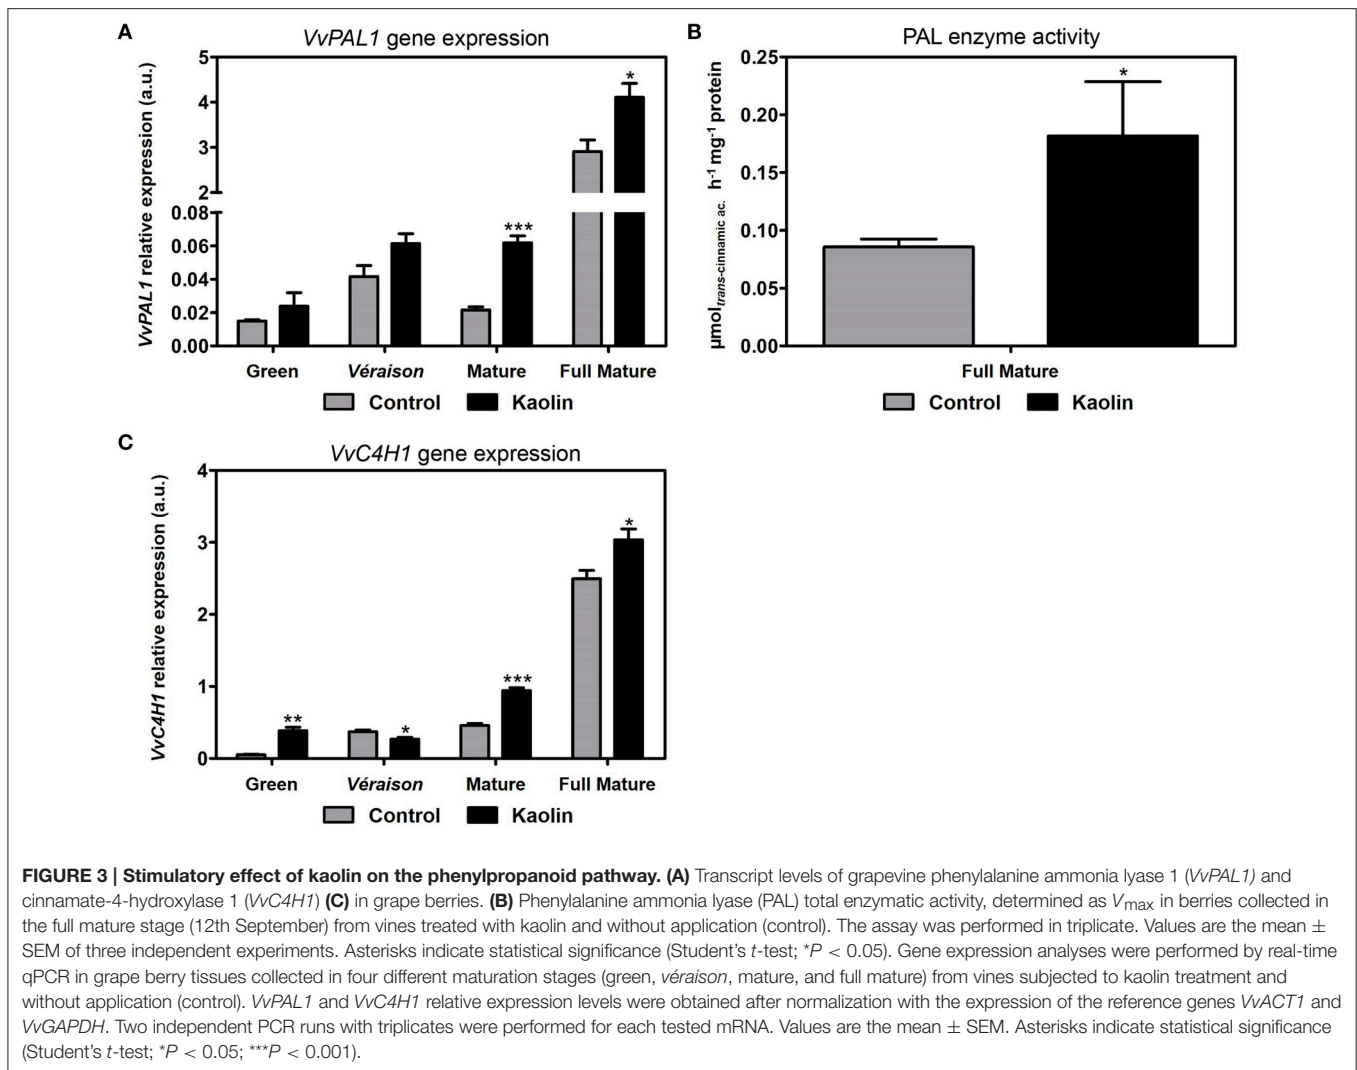 A
VvPAL1 gene expression
VvPAL1 relative expression (a.u.)
5
4
3
2
0.08
0.06
0.04
0.02
0.00
***
*
Green Véraison Mature Full Mature
Control Kaolin
B
PAL enzyme activity
µmol trans-cinnamic ac. h-1 mg-1 protein
0.25
0.20
0.15
0.10
0.05
0.00
*
Full Mature
Control Kaolin
C
VvC4H1 gene expression
VvC4H1 relative expression (a.u.)
4
3
2
1
0
**
*
***
*
Green Véraison Mature Full Mature
Control Kaolin
FIGURE 3 | Stimulatory effect of kaolin on the phenylpropanoid pathway. (A) Transcript levels of grapevine phenylalanine ammonia lyase 1 (VvPAL1) and
cinnamate-4-hydroxylase 1 (VvC4H1) (C) in grape berries. (B) Phenylalanine ammonia lyase (PAL) total enzymatic activity, determined as Vmax in berries collected in
the full mature stage (12th September) from vines treated with kaolin and without application (control). The assay was performed in triplicate. Values are the mean ±
SEM of three independent experiments. Asterisks indicate statistical significance (Student's t-test; *P < 0.05). Gene expression analyses were performed by real-time
qPCR in grape berry tissues collected in four different maturation stages (green, véraison, mature, and full mature) from vines subjected to kaolin treatment and
without application (control). VvPAL1 and VvC4H1 relative expression levels were obtained after normalization with the expression of the reference genes VvACT1 and
VvGAPDH. Two independent PCR runs with triplicates were performed for each tested mRNA. Values are the mean ± SEM. Asterisks indicate statistical significance
(Student's t-test; *P < 0.05; ***P < 0.001).